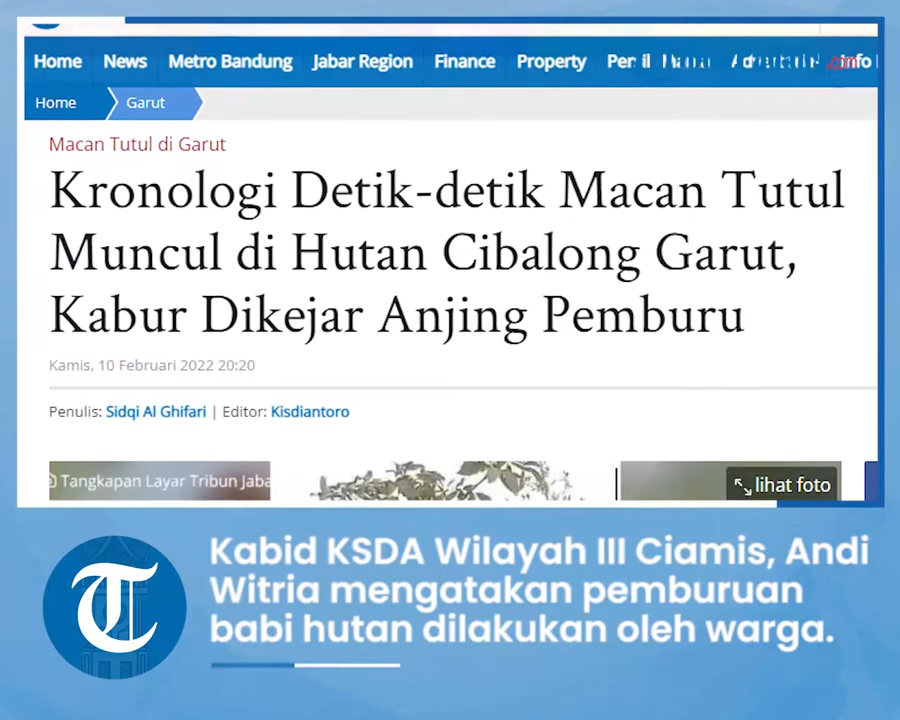 Home News Metro Bandung Jabar Region Finance Property
Home Garut
Macan Tutul di Garut
Kronologi Detik-detik Macan Tutul
Muncul di Hutan Cibalong Garut,
Kabur Dikejar Anjing Pemburu
Kamis, 10 Februari 2022 20:20
Penulis: Sidqi Al Ghifari | Editor: Kisdiantoro
Tangkapan Layar Tribun Jaba
lihat foto
Kabid KSDA Wilayah III Ciamis, Andi
Witria mengatakan pemburuan
babi hutan dilakukan oleh warga.
T